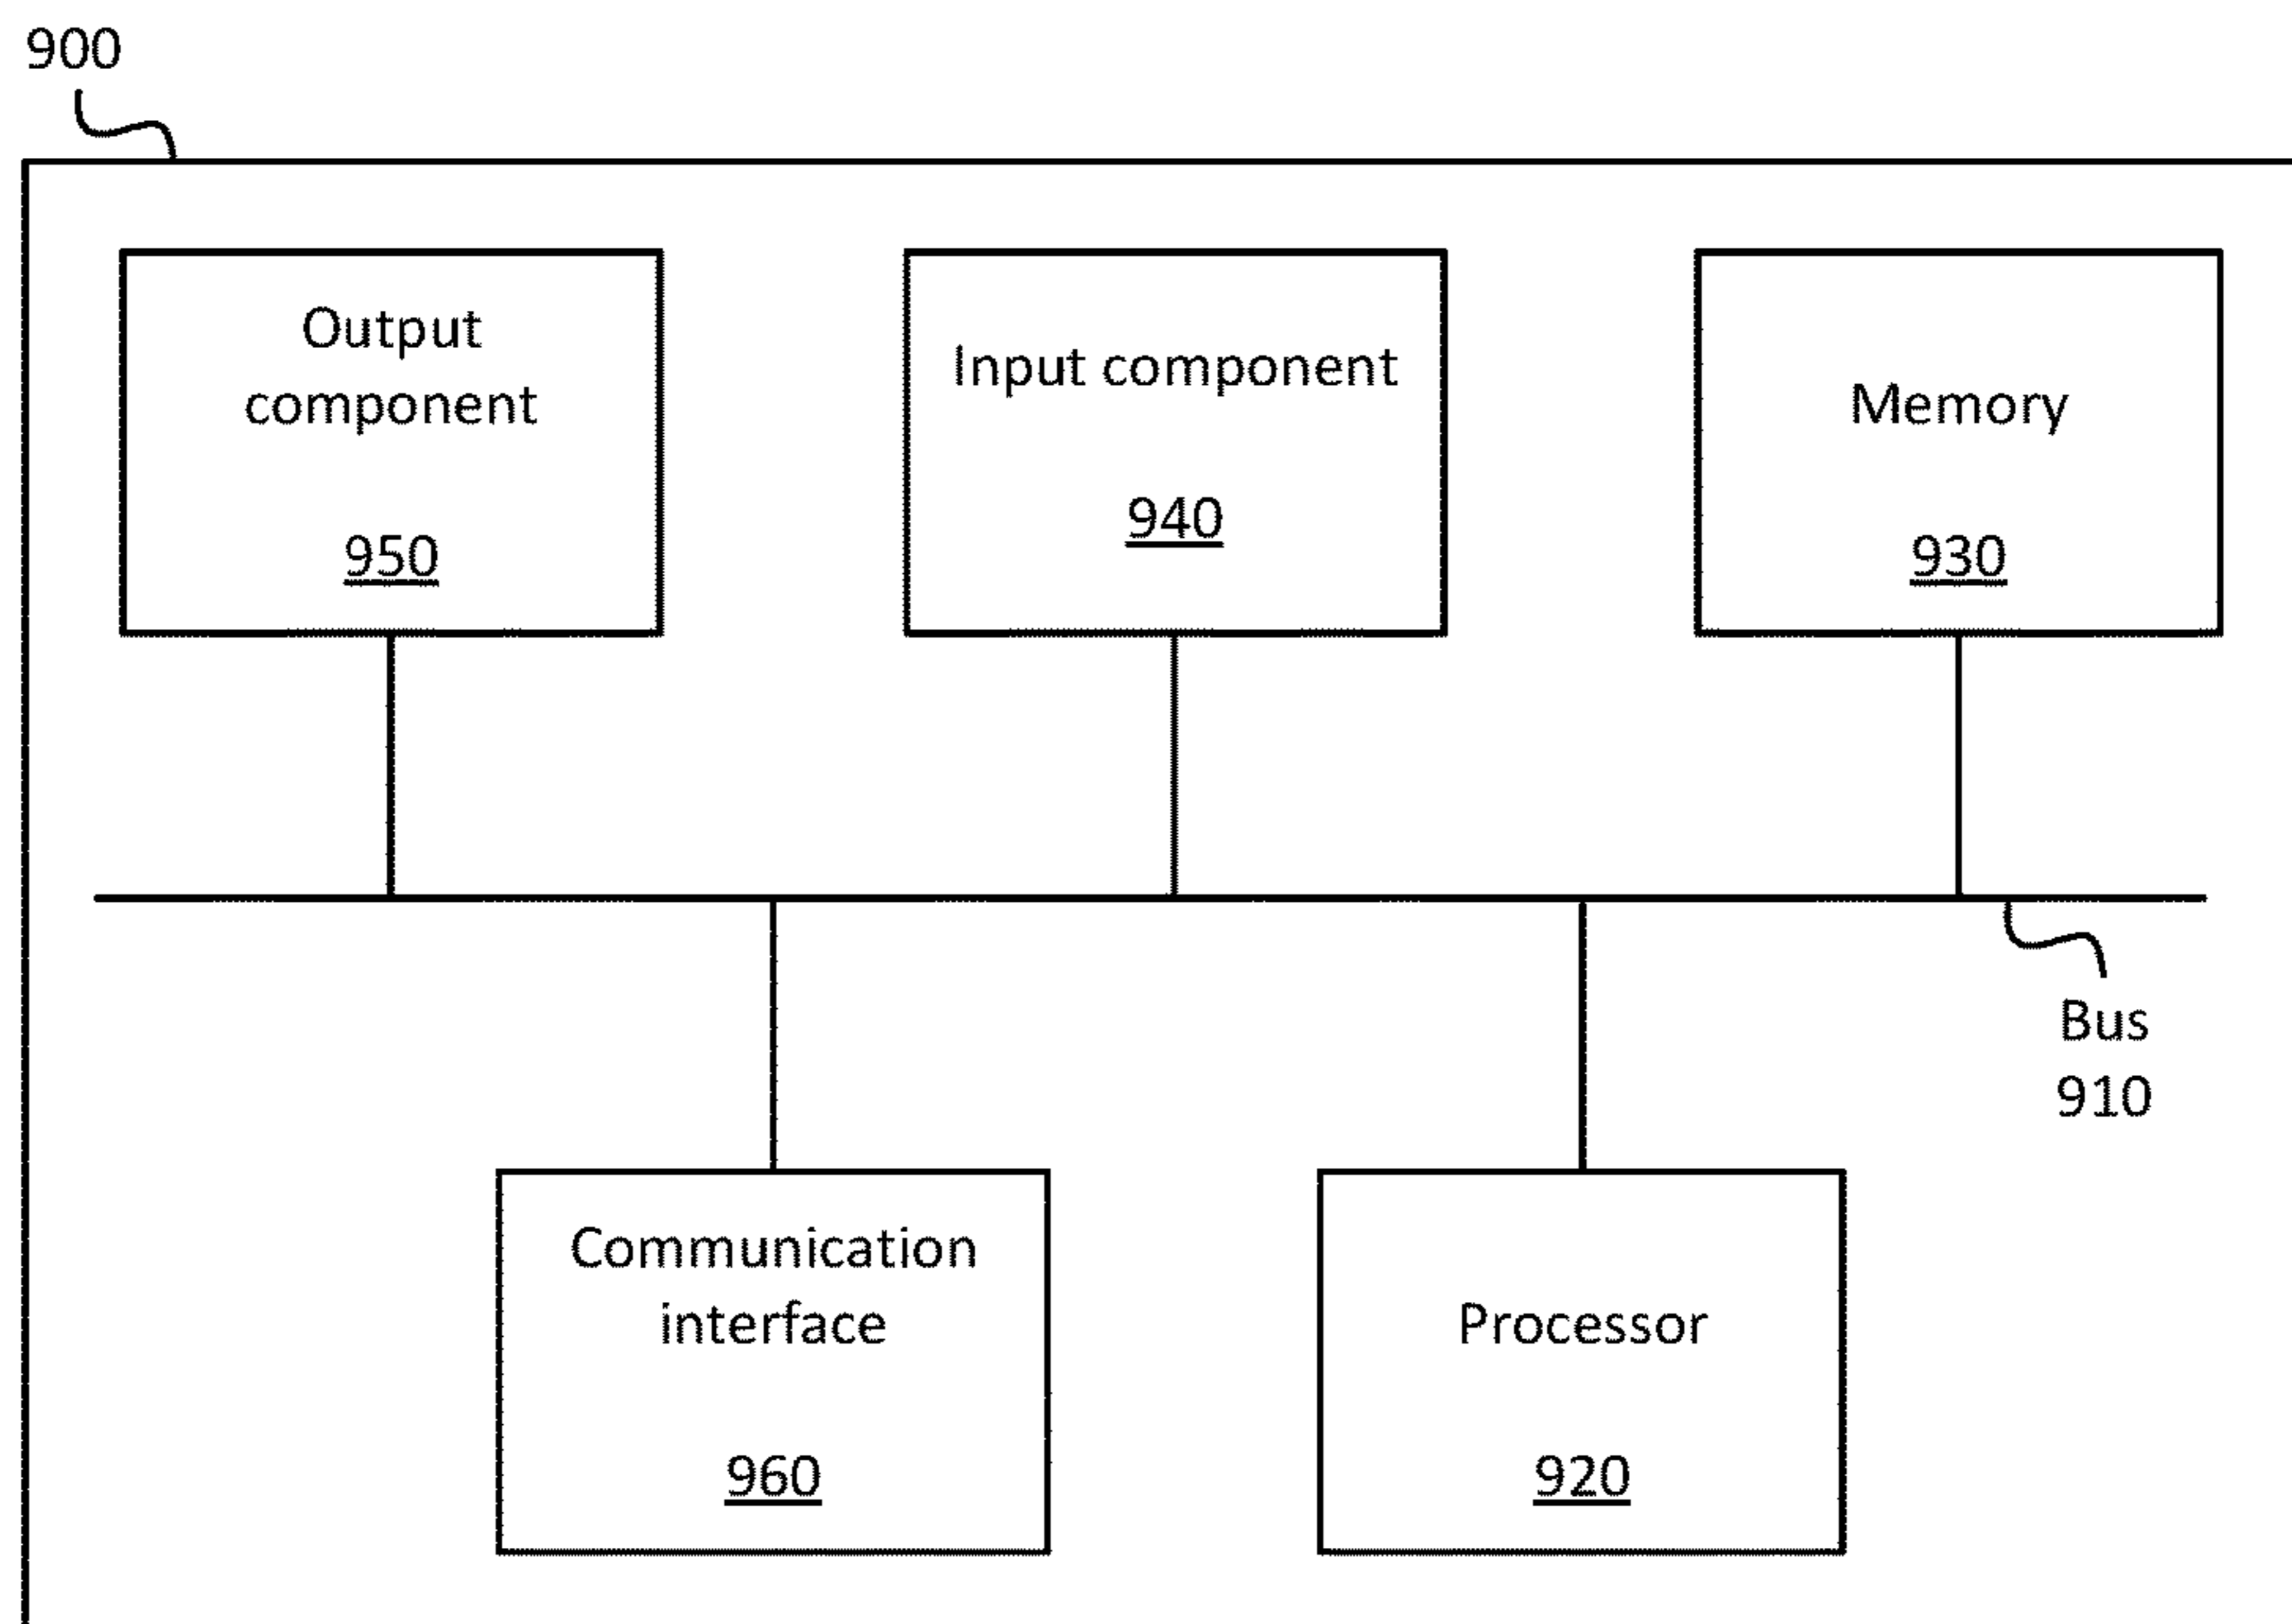 900
Output
component
950
Input component
940
Memory
930
Bus
910
Communication
interface
960
Processor
920